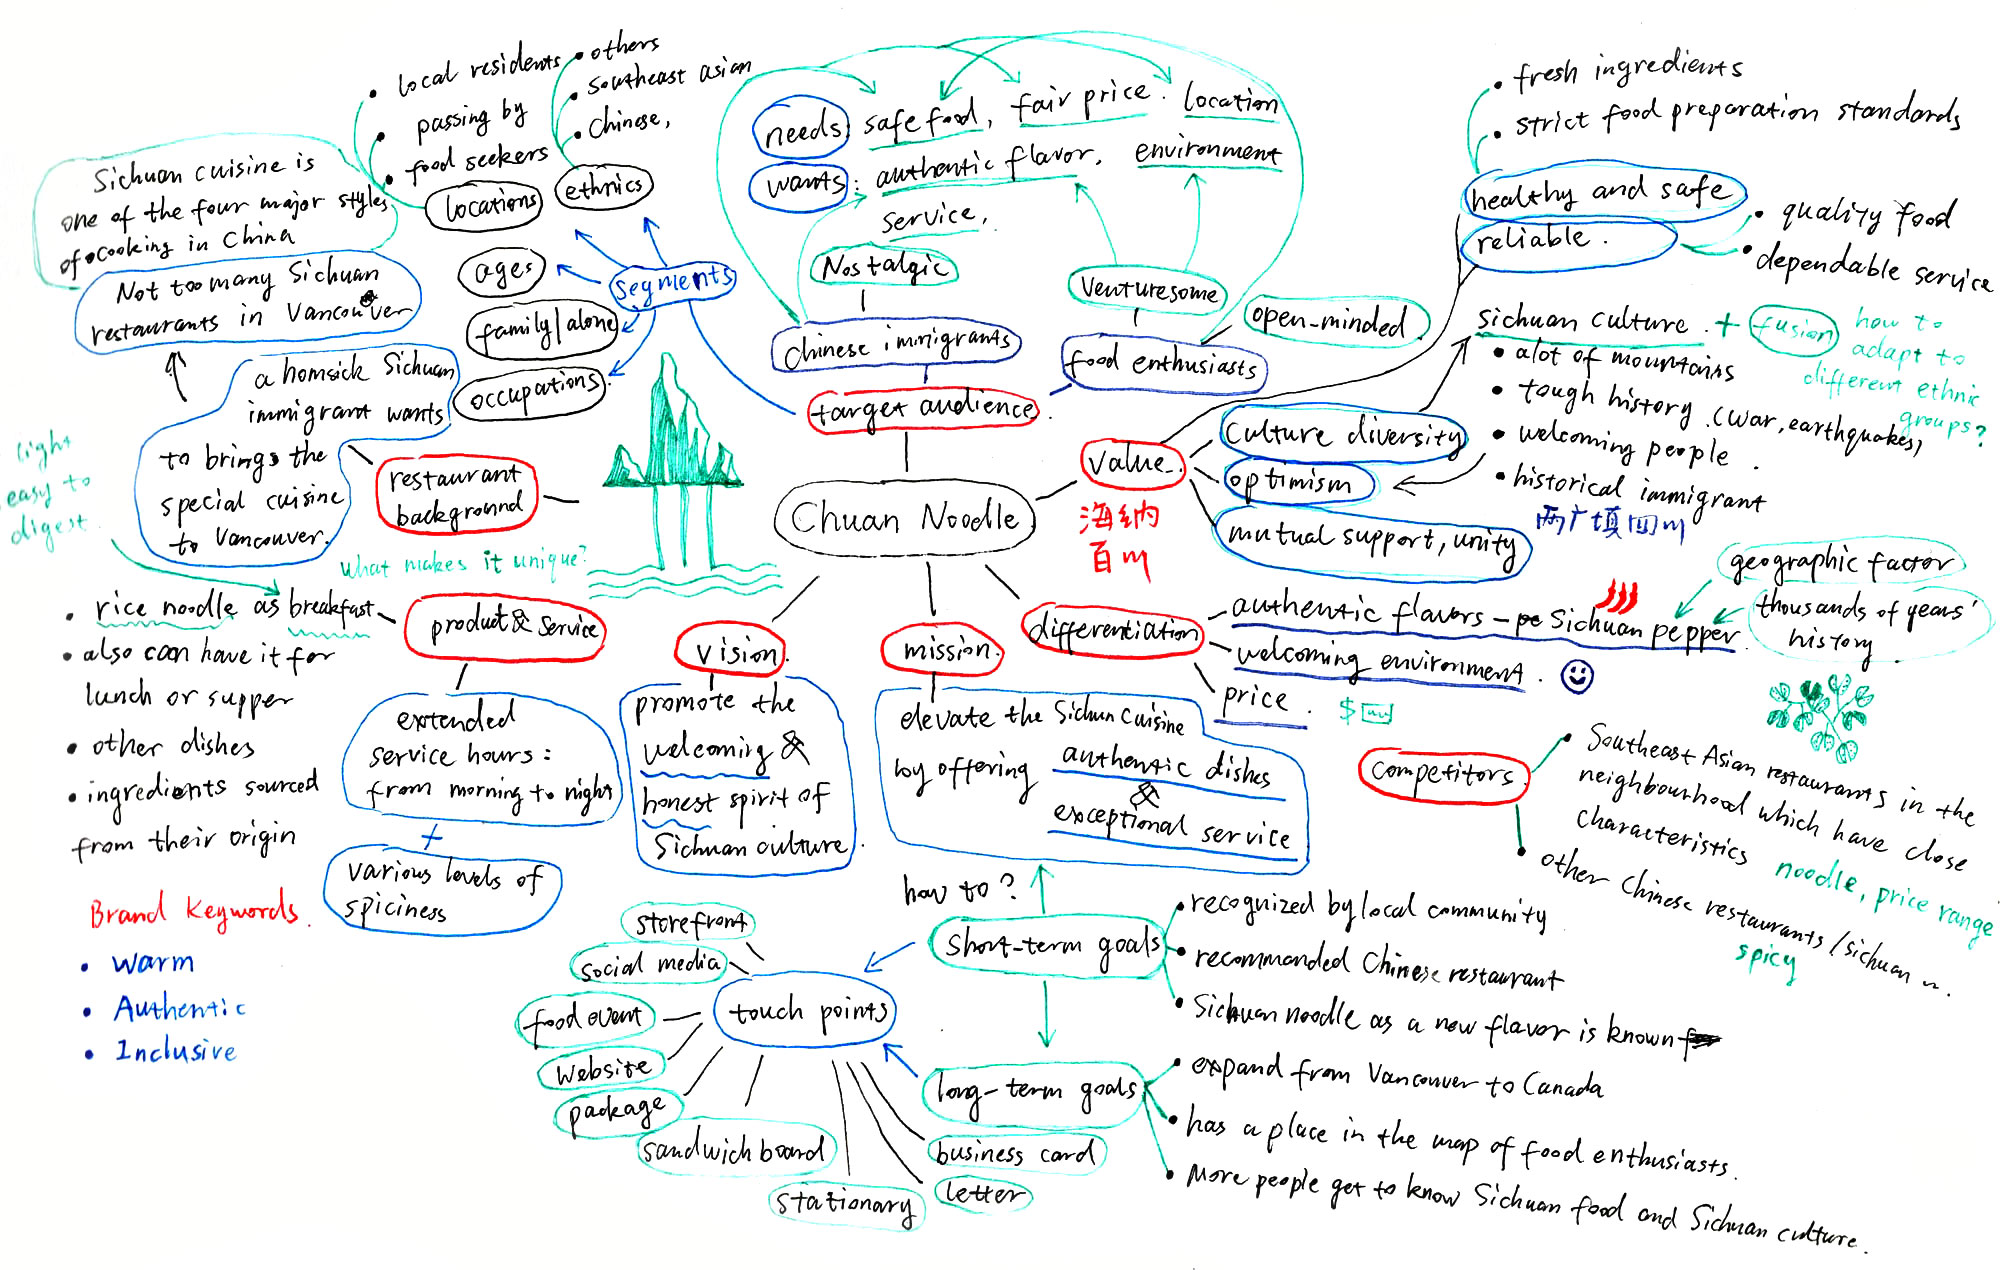 Chuan Noodle
target audience.
chinese immigrants
Nostalgic
food enthusiasts
Venturesome
open-minded
needs
safe food, fair price. location
wants: authentic flavor. environment
service.
segments
locations
local residents
passing by
food seekers
ethnics
others
southeast asian
Chinese,
ages
family/alone
occupations.
restaurant
background
a homsick Sichuan
immigrant wants
to brings the
special cuisine
to Vancouver.
Not too many Sichuan
restaurants in Vancouver
Sichuan cuisine is
one of the four major styles
of cooking in China
what makes it unique?
light
easy to
digest.
product & service
rice noodle as breakfast
also can have it for
lunch or supper
other dishes
ingredients sourced
from their origin
extended
service hours:
from morning to night
+
various levels of
spiciness
Brand Keywords.
Warm
Authentic
Inclusive
vision.
promote the
welcoming &
honest spirit of
Sichuan culture.
mission.
elevate the Sichun Cuisine
by offering authentic dishes
&
exceptional service
how to?
short-term goals
recognized by local community
recommanded Chinese restaurant
Sichuan noodle as a new flavor is known
long-term goals
expand from Vancouver to Canada
has a place in the map of food enthusiasts.
More people get to know Sichuan food and Sichuan culture.
touch points
storefront
social media
food event
website
package
sandwich board
stationary
letter
business card
differentiation
authentic flavors - Sichuan pepper
welcoming environment.
price. $
geographic factor
thousands of years'
history.
competitors.
Southeast Asian restaurants in the
neighbourhood which have close
characteristics noodle, price range
spicy
other Chinese restaurants/sichuan ~.
value.
海纳
百川
healthy and safe
fresh ingredients
strict food preparation standards
reliable.
quality food
dependable service
Culture diversity
optimism
mutual support, unity
Sichuan culture. + fusion
how to
adapt to
different ethnic
groups?
alot of mountains
tough history (war, earthquakes,
welcoming people.
historical immigrant
两广填四川